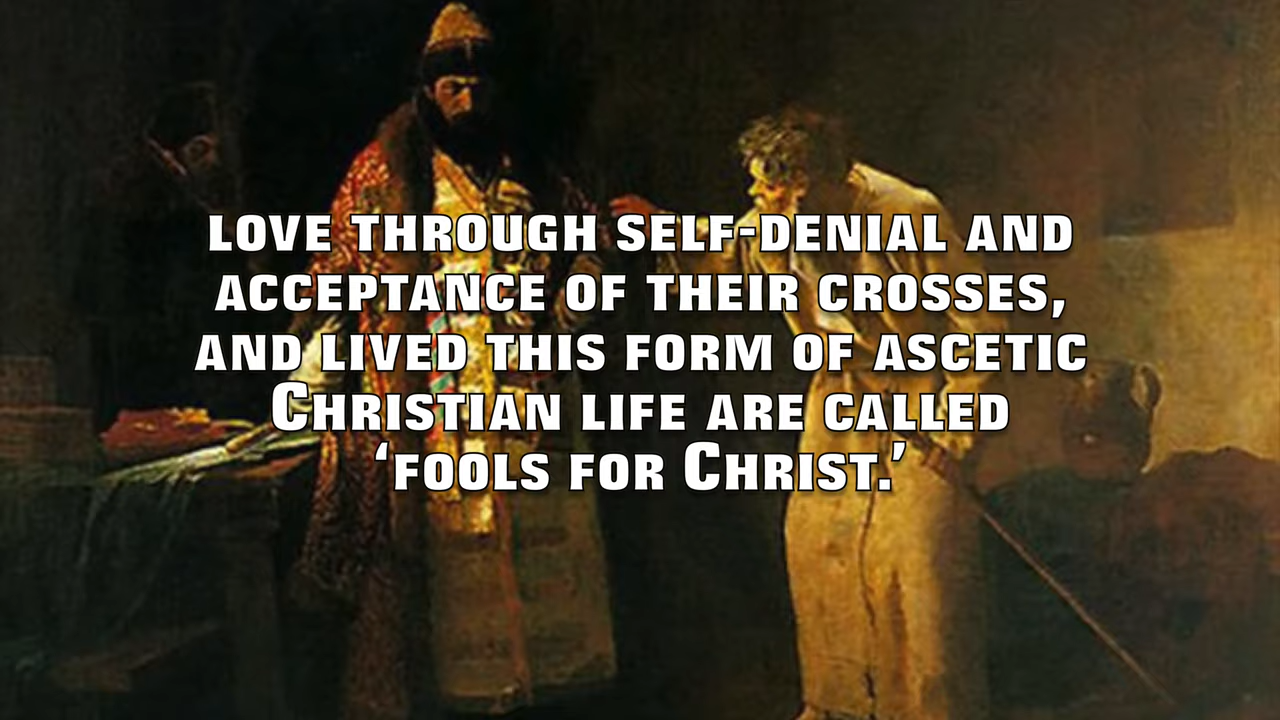 love through self-denial and
acceptance of their crosses,
and lived this form of ascetic
Christian life are called
‘fools for Christ.’